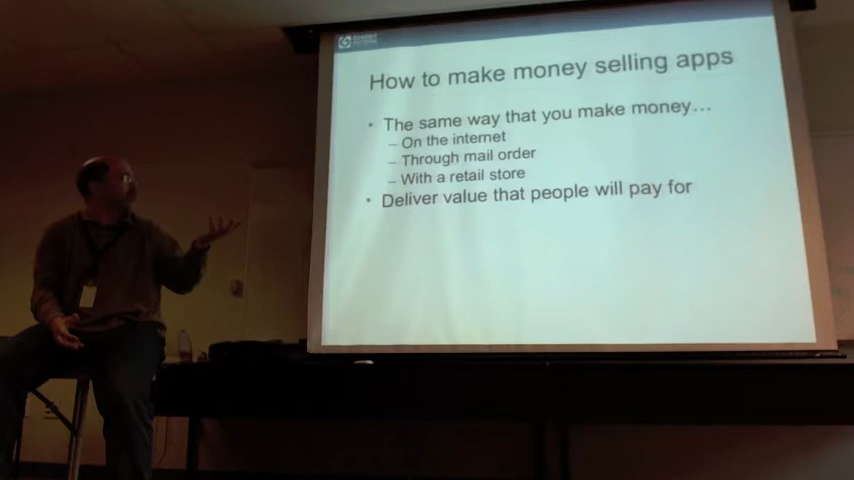 How to make money selling apps
• The same way that you make money…
– On the internet
– Through mail order
– With a retail store
• Deliver value that people will pay for